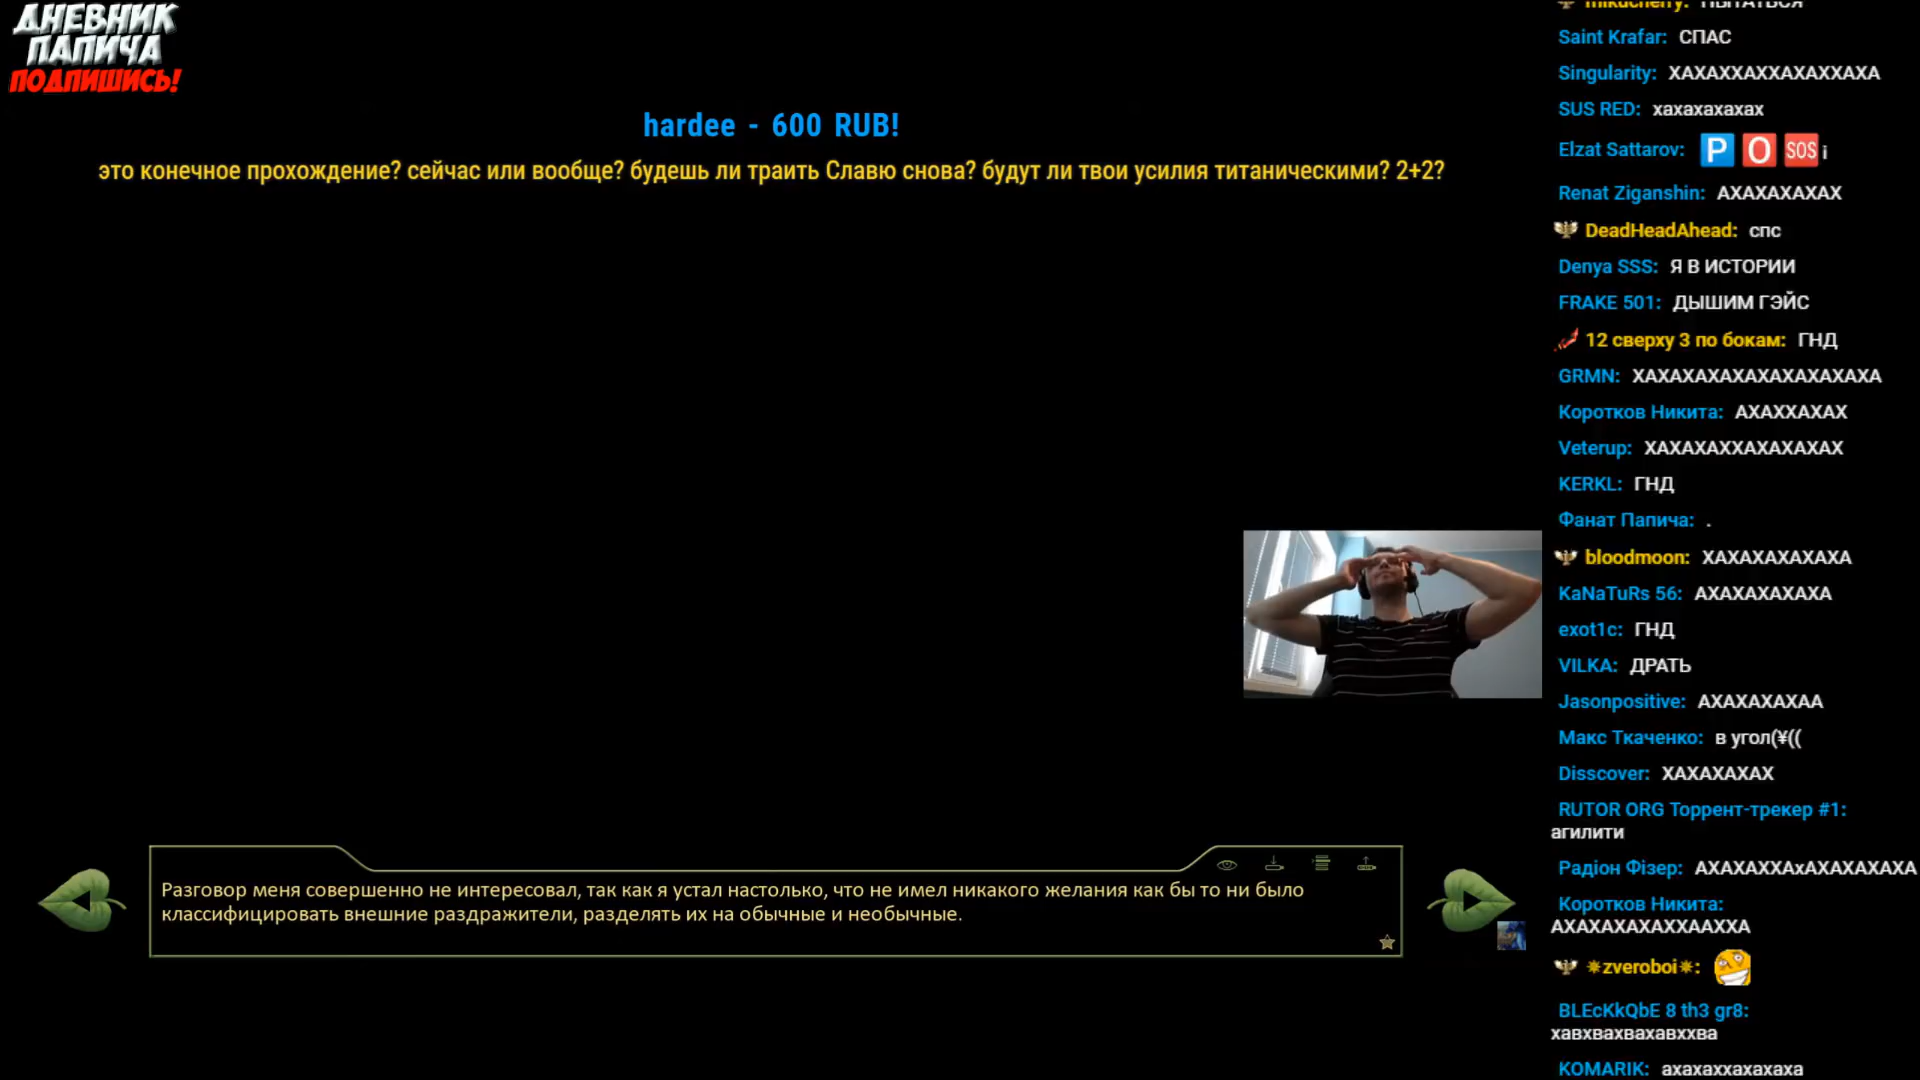 ДНЕВНИК
ПАПИЧА
ПОДПИШИСЬ!
hardee - 600 RUB!
это конечное прохождение? сейчас или вообще? будешь ли траить Славю снова? будут ли твои усилия титаническими? 2+2?
Разговор меня совершенно не интересовал, так как я устал настолько, что не имел никакого желания как бы то ни было
классифицировать внешние раздражители, разделять их на обычные и необычные.
mikucherry: ПЫТАТЬСЯ
Saint Krafar: СПАС
Singularity: ХАХАХХАХХАХАХХАХА
SUS RED: хахахахахах
Elzat Sattarov: P O SOS i
Renat Ziganshin: АХАХАХАХАХ
DeadHeadAhead: спс
Denya SSS: Я В ИСТОРИИ
FRAKE 501: ДЫШИМ ГЭЙС
12 сверху 3 по бокам: ГНД
GRMN: ХАХАХАХАХАХАХАХАХАХА
Коротков Никита: АХАХХАХАХ
Veterup: ХАХАХАХХАХАХАХАХ
KERKL: ГНД
Фанат Папича: .
bloodmoon: ХАХАХАХАХАХА
KaNaTuRs 56: АХАХАХАХАХА
exot1c: ГНД
VILKA: ДРАТЬ
Jasonpositive: АХАХАХАХАА
Макс Ткаченко: в угол(¥((
Disscover: ХАХАХАХАХ
RUTOR ORG Торрент-трекер #1:
агилити
Радіон Фізер: АХАХАХХАхАХАХАХАХА
Коротков Никита:
АХАХАХАХАХХААХХА
✴zveroboi✴:
BLEcKkQbE 8 th3 gr8:
хавхвахвахавххва
KOMARIK: ахахаххахахаха